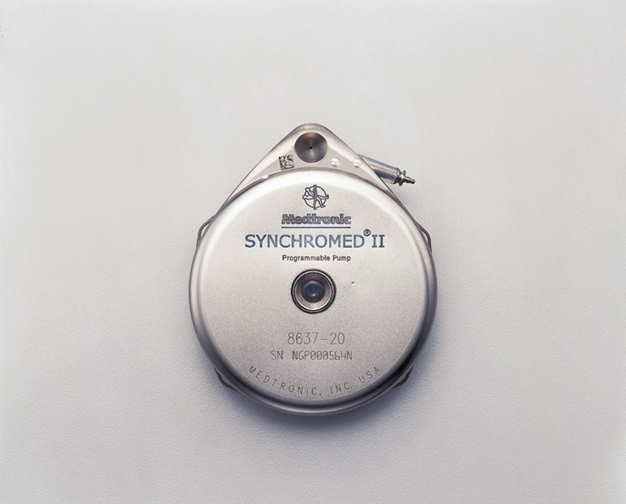 Medtronic
SYNCHROMED® II
Programmable Pump
8637-20
SN NGP000564N
MEDTRONIC, INC. USA